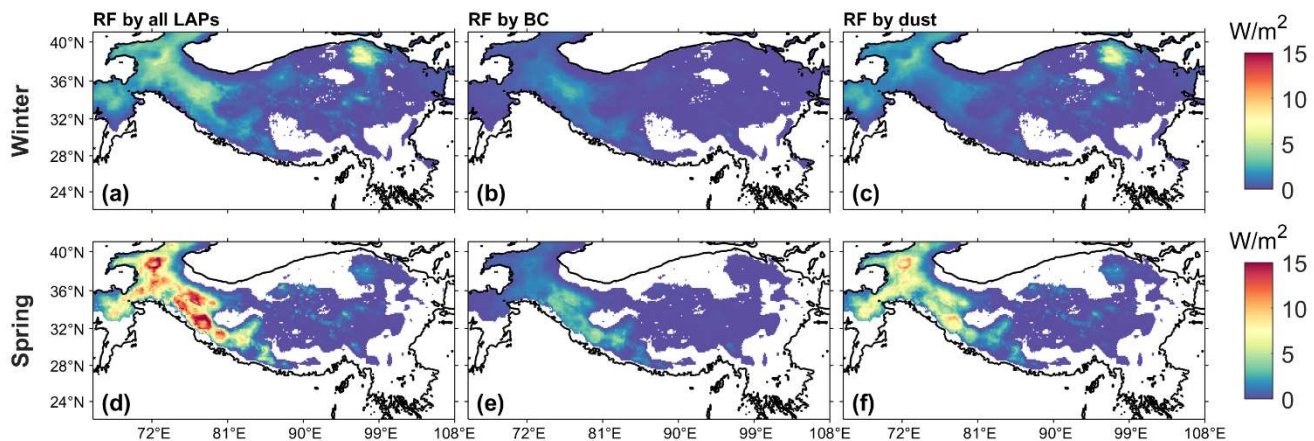 RF by all LAPs
RF by BC
RF by dust
W/m²
Winter
40°N
36°N
32°N
28°N
24°N
(a)
(b)
(c)
15
10
5
0
Spring
40°N
36°N
32°N
28°N
24°N
(d)
(e)
(f)
W/m²
15
10
5
0
72°E 81°E 90°E 99°E 108°E
72°E 81°E 90°E 99°E 108°E
72°E 81°E 90°E 99°E 108°E